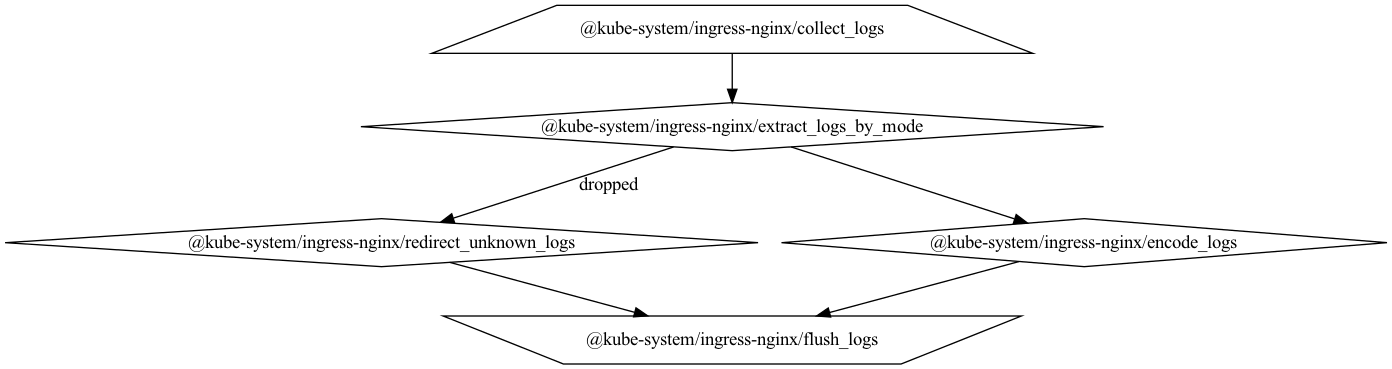 @kube-system/ingress-nginx/collect_logs
@kube-system/ingress-nginx/extract_logs_by_mode
dropped
@kube-system/ingress-nginx/redirect_unknown_logs
@kube-system/ingress-nginx/encode_logs
@kube-system/ingress-nginx/flush_logs